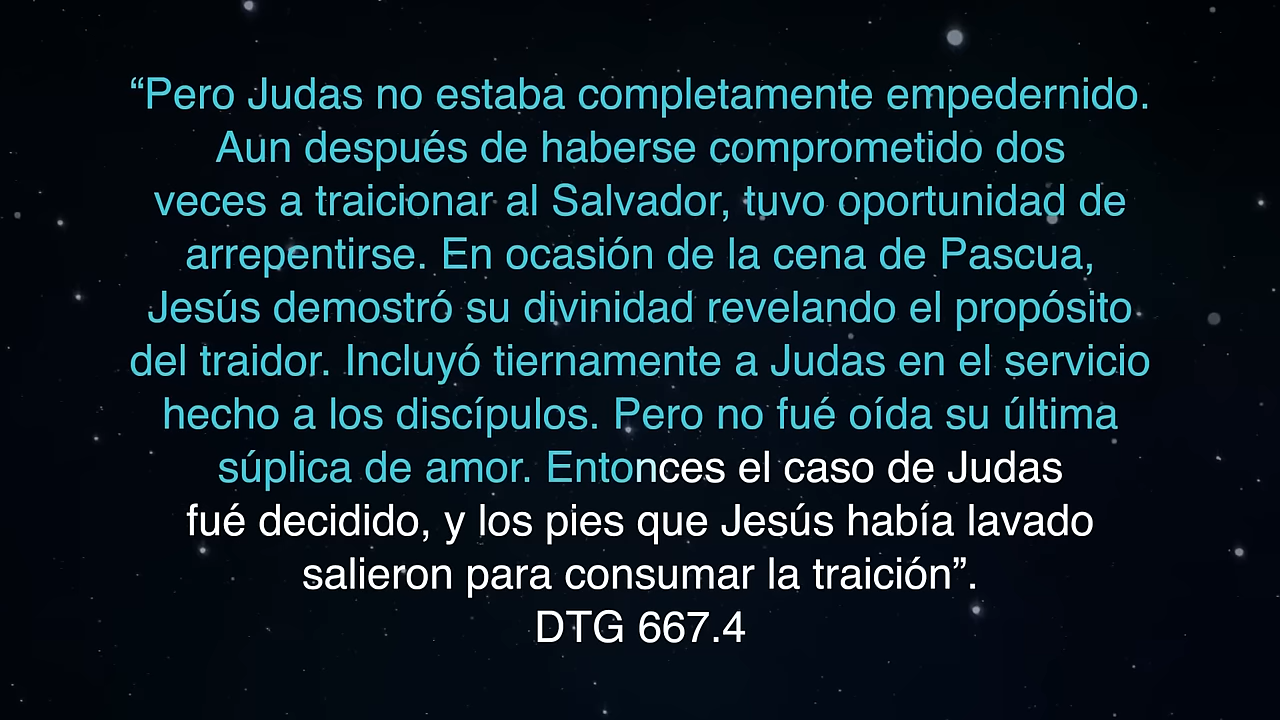 “Pero Judas no estaba completamente empedernido.
Aun después de haberse comprometido dos
veces a traicionar al Salvador, tuvo oportunidad de
arrepentirse. En ocasión de la cena de Pascua,
Jesús demostró su divinidad revelando el propósito
del traidor. Incluyó tiernamente a Judas en el servicio
hecho a los discípulos. Pero no fué oída su última
súplica de amor. Entonces el caso de Judas
fué decidido, y los pies que Jesús había lavado
salieron para consumar la traición”.
DTG 667.4